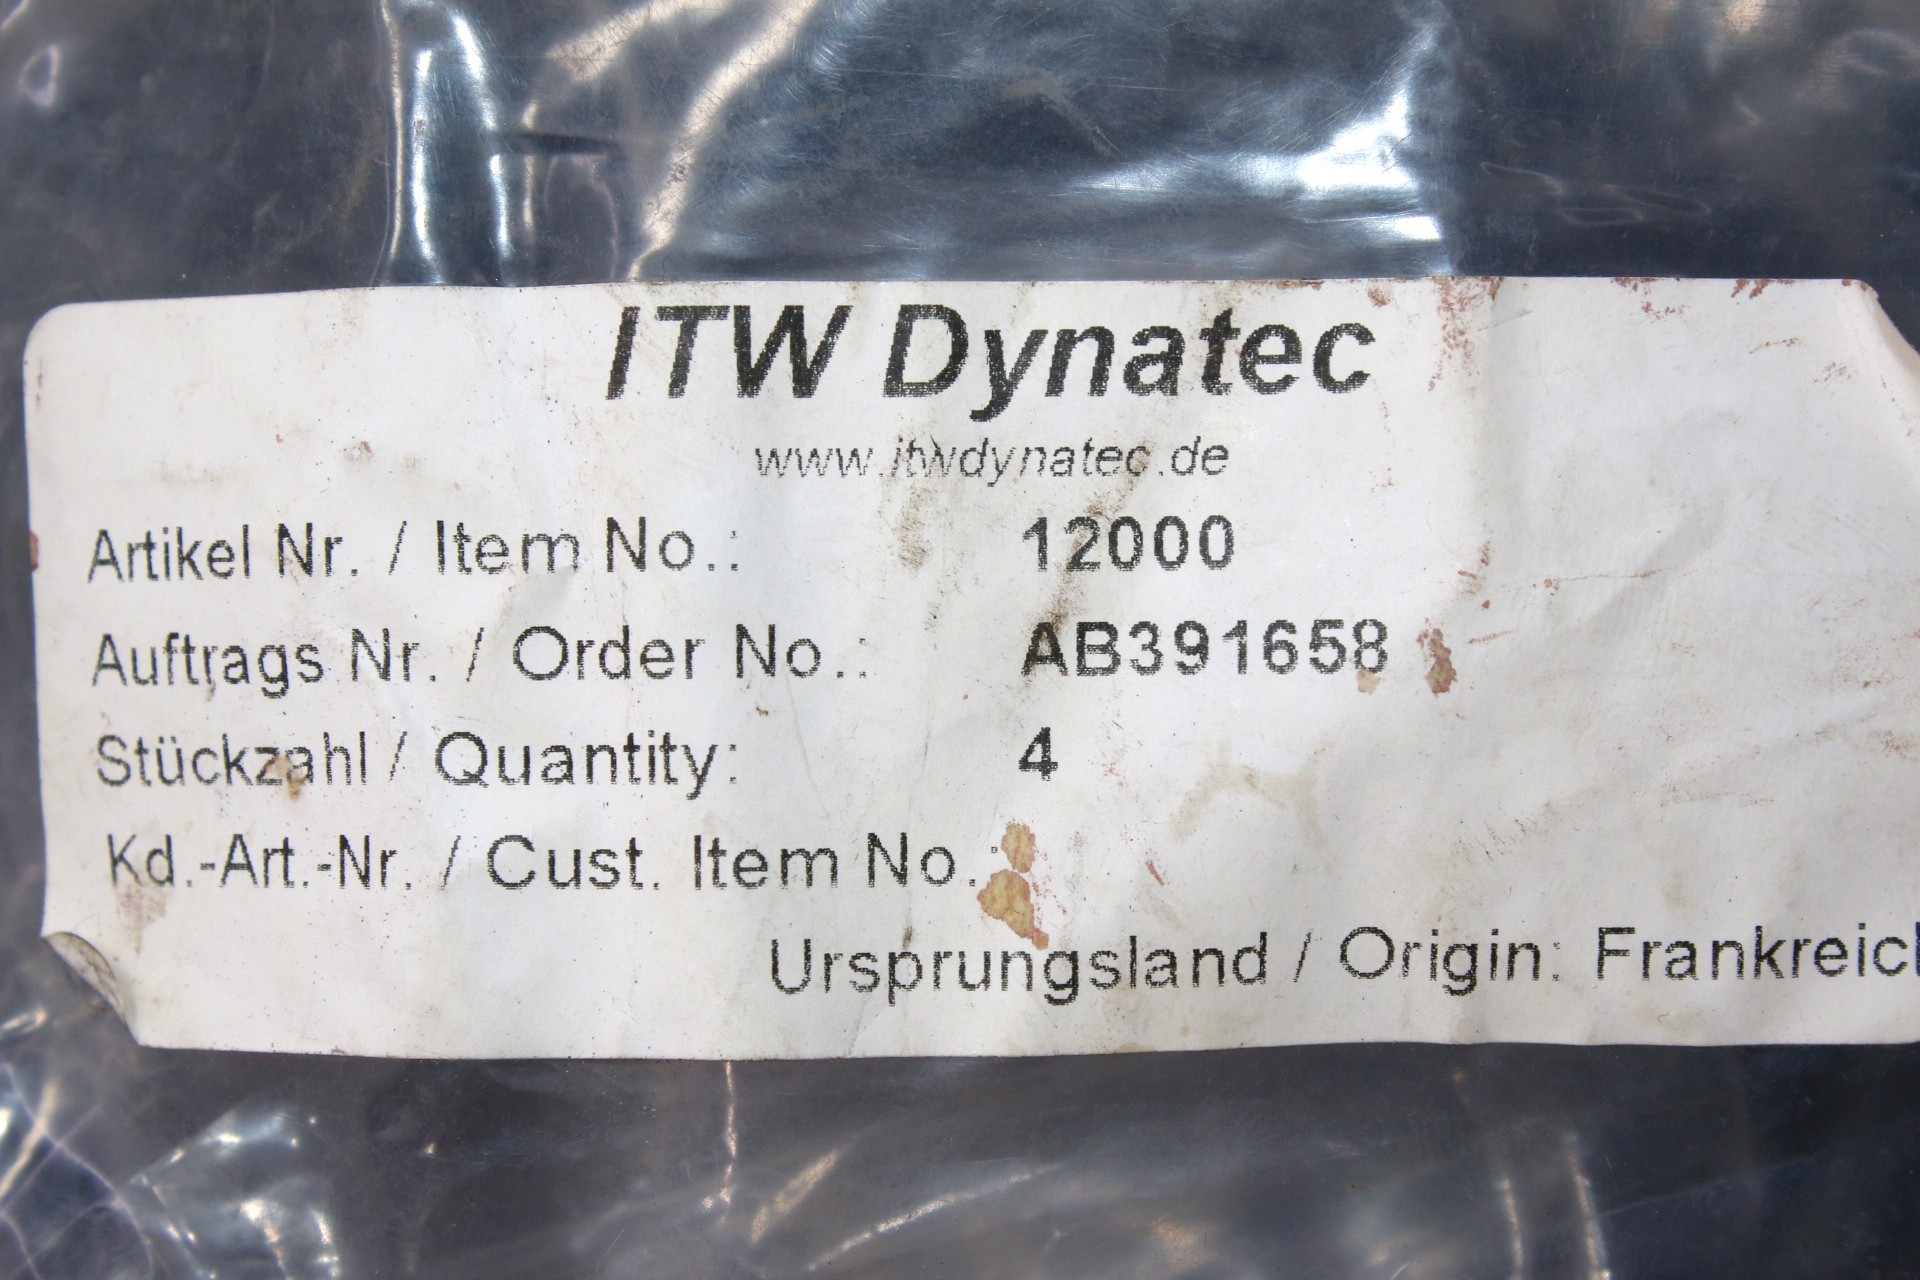 ITW Dynatec
www.itwdynatec.de
Artikel Nr. / Item No.: 12000
Auftrags Nr. / Order No.: AB391658
Stückzahl / Quantity: 4
Kd.-Art.-Nr. / Cust. Item No.:
Ursprungsland / Origin: Frankreich